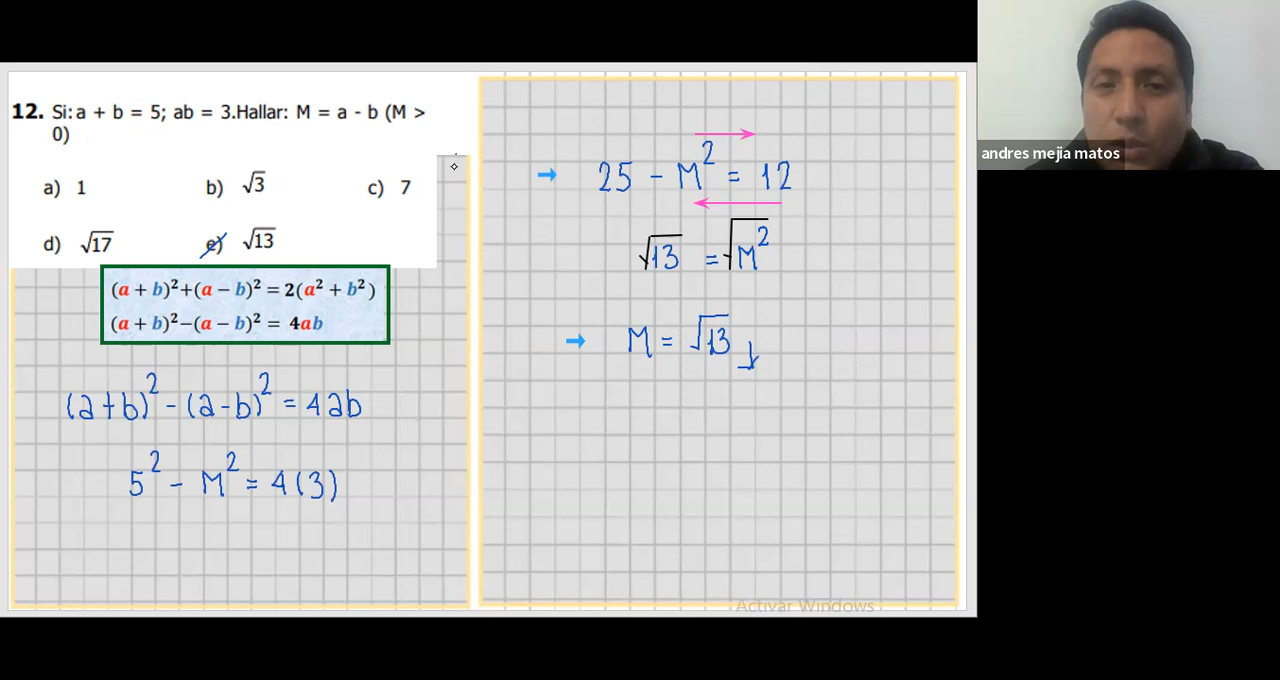 12. Si: a + b = 5; ab = 3.Hallar: M = a - b (M >
0)
a) 1 b) √3 c) 7
d) √17 e) √13
(a + b)²+(a − b)² = 2(a² + b²)
(a + b)²−(a − b)² = 4ab
(a+b)² - (a-b)² = 4ab
5² - M² = 4(3)
→ 25 - M² = 12
√13 = √M²
→ M = √13
andres mejia matos
Activar Windows